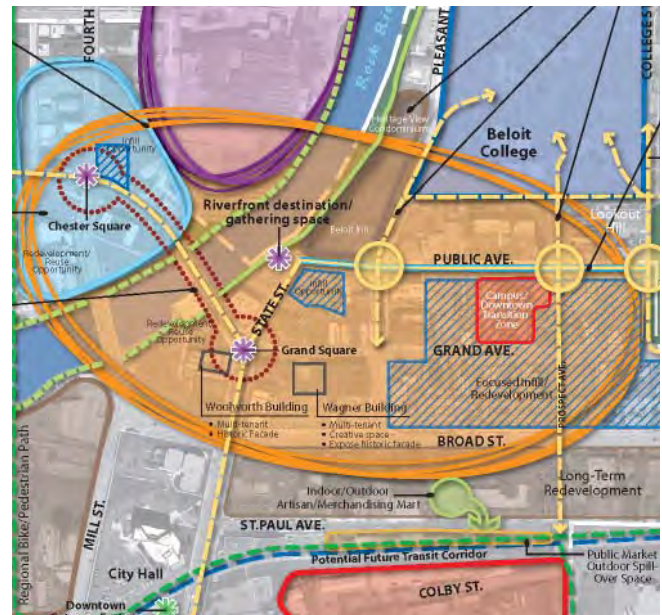 FOURTH
Rock River
PLEASANT
COLLEGE S
Heritage View
Condominiums
Infill
Opportunity
Beloit
College
Chester Square
Riverfront destination/
gathering space
Beloit Inn
Lookout
Hill
Redevelopment/
Reuse
Opportunity
PUBLIC AVE.
Infill
Opportunity
STATE ST.
Campus/
Downtown
Transition
Zone
Redevelopment/
Reuse
Opportunity
Grand Square
GRAND AVE.
Focused Infill/
Redevelopment
PROSPECT AVE.
Woolworth Building
• Multi-tenant
• Historic Facade
Wagner Building
• Multi-tenant
• Creative space
• Expose historic facade
BROAD ST.
Regional Bike/Pedestrian Path
MILL ST.
Indoor/Outdoor
Artisan/Merchandising Mart
Long-Term
Redevelopment
ST.PAUL AVE.
City Hall
Potential Future Transit Corridor
Public Market
Outdoor Spill-
Over Space
COLBY ST.
Downtown